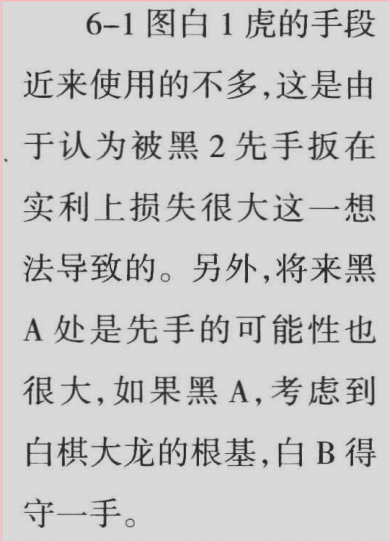 6-1图白1虎的手段
近来使用的不多,这是由
于认为被黑2先手扳在
实利上损失很大这一想
法导致的。另外,将来黑
A处是先手的可能性也
很大,如果黑A,考虑到
白棋大龙的根基,白B得
守一手。